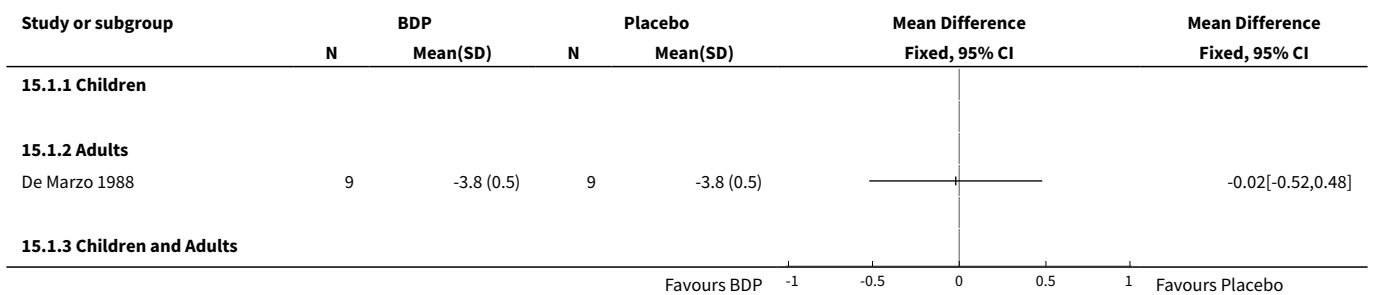 Study or subgroup BDP Placebo Mean Difference Mean Difference
N Mean(SD) N Mean(SD) Fixed, 95% CI Fixed, 95% CI
15.1.1 Children
15.1.2 Adults
De Marzo 1988 9 -3.8 (0.5) 9 -3.8 (0.5) -0.02[-0.52,0.48]
15.1.3 Children and Adults
Favours BDP -1 -0.5 0 0.5 1 Favours Placebo